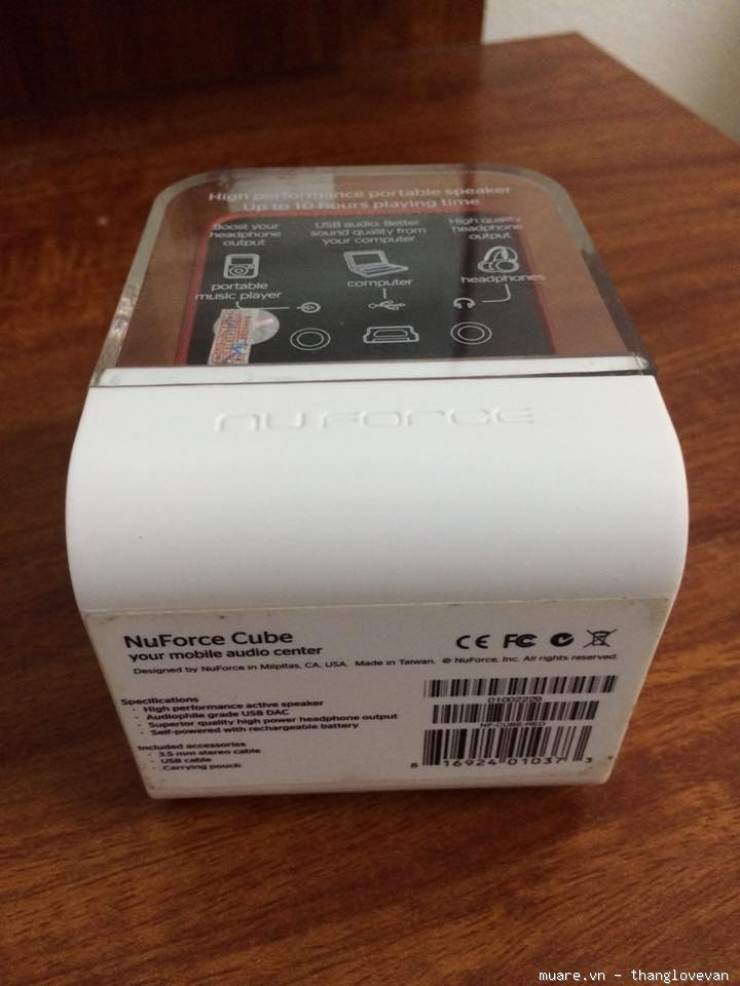 High performance portable speaker
Up to 10 hours playing time
Boost your
headphone
output
USB audio. Better
sound quality from
your computer
High quality
headphone
output
portable
music player
computer
headphones
NUFORCE
NuForce Cube
your mobile audio center
Designed by NuForce in Milpitas, CA, USA. Made in Taiwan. © NuForce, Inc. All rights reserved.
CE FC
Specifications
- High performance active speaker
- Audiophile grade USB DAC
- Superior quality high power headphone output
- Self-powered with rechargeable battery
Included accessories
- 3.5 mm stereo cable
- USB cable
- Carrying pouch
01002220
NF-CUBE-RED
8 16924 01037 3
muare.vn - thanglovevan